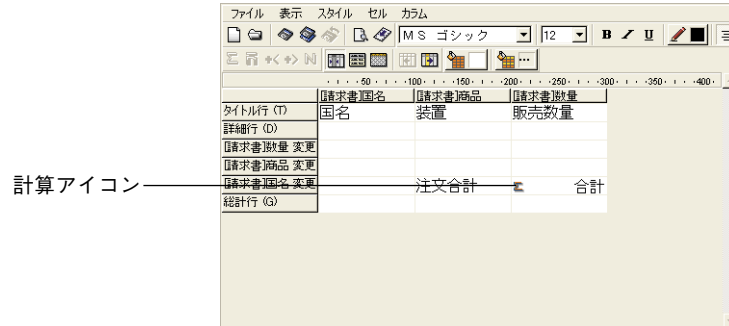 ファイル 表示 スタイル セル カラム
MS ゴシック 12 B I U
50 100 150 200 250 300 350 400
[請求書]国名 [請求書]商品 [請求書]数量
タイトル行 (T) 国名 装置 販売数量
詳細行 (D)
[請求書]数量 変更
[請求書]商品 変更
計算アイコン [請求書]国名 変更 注文合計 Σ 合計
総計行 (G)